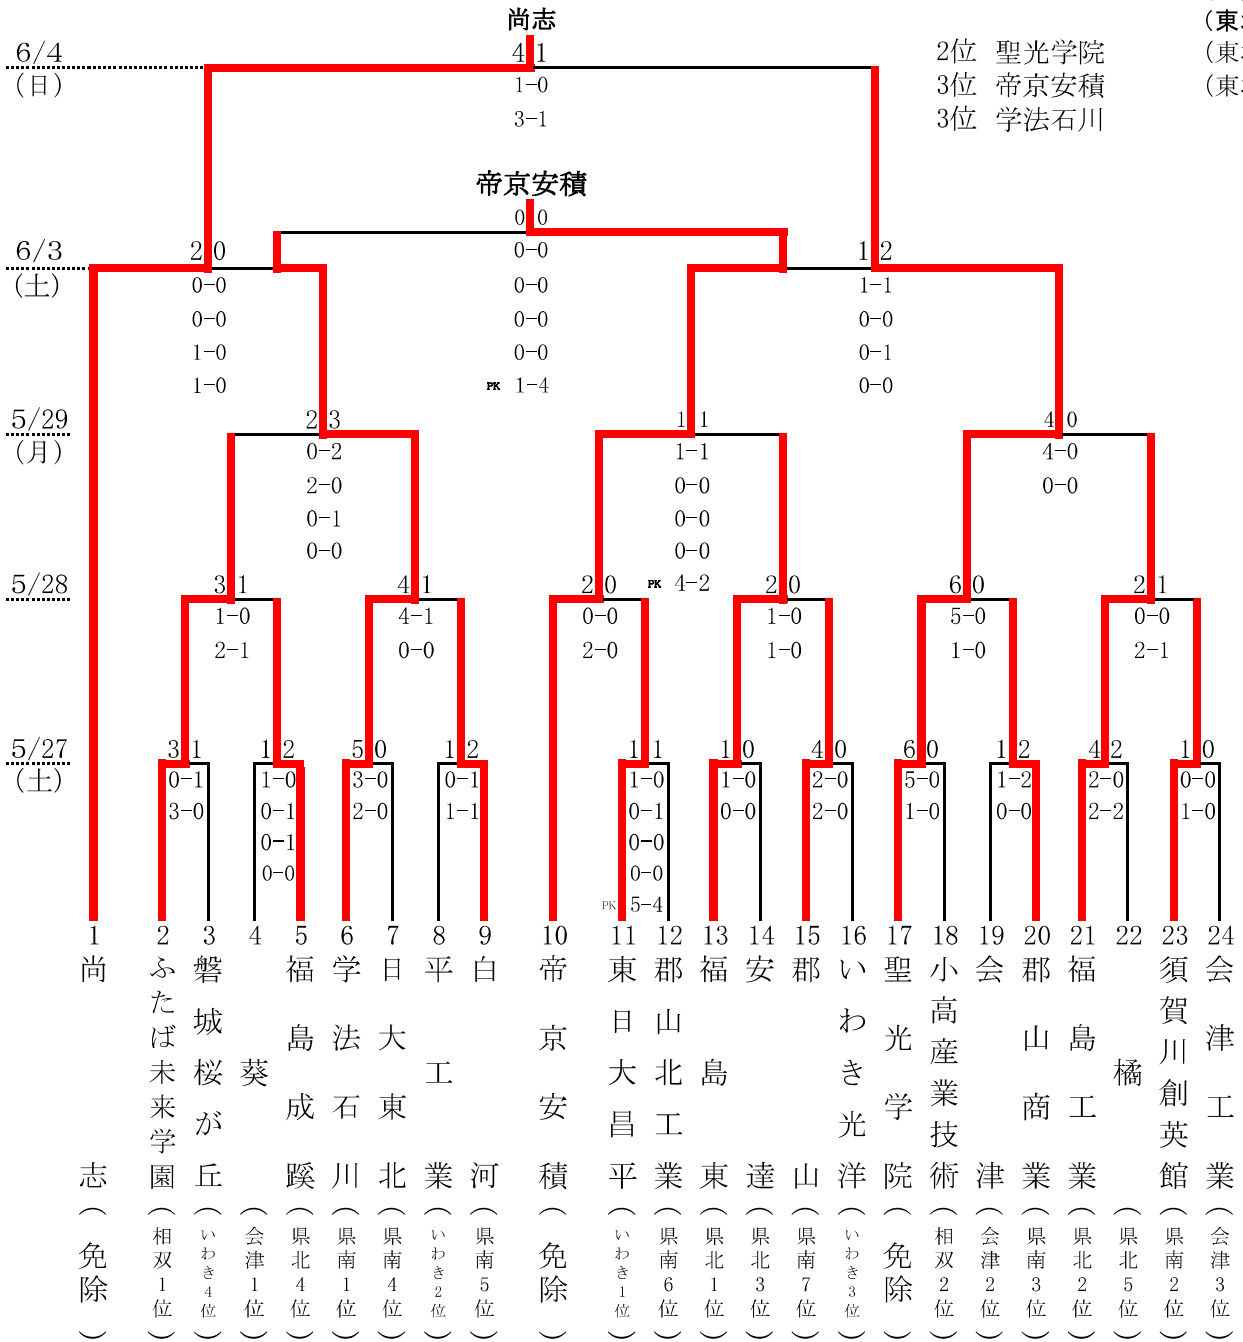 尚志
(東
6/4
4 1
2位 聖光学院
(東
(日)
1-0
3位 帝京安積
(東
3-1
3位 学法石川
帝京安積
0 0
6/3
2 0
0-0
1 2
(土)
0-0
0-0
1-1
0-0
0-0
0-0
1-0
0-0
0-1
1-0
PK 1-4
0-0
5/29
2 3
1 1
4 0
(月)
0-2
1-1
4-0
2-0
0-0
0-0
0-1
0-0
0-0
0-0
5/28
3 1
4 1
2 0
PK 4-2
2 0
6 0
2 1
1-0
4-1
0-0
1-0
5-0
0-0
2-1
0-0
2-0
1-0
1-0
2-1
5/27
3 1
1 2
5 0
1 2
1 1
1 0
4 0
6 0
1 2
4 2
1 0
(土)
0-1
1-0
3-0
0-1
1-0
1-0
2-0
5-0
1-2
2-0
0-0
3-0
0-1
2-0
1-1
0-1
0-0
2-0
1-0
0-0
2-2
1-0
0-1
0-0
0-0
0-0
PK 5-4
1 尚志(免除)
2 ふたば未来学園(相双1位)
3 磐城桜が丘(いわき4位)
4 葵(会津1位)
5 福島成蹊(県北4位)
6 学法石川(県南1位)
7 日大東北(県南4位)
8 平工業(いわき2位)
9 白河(県南5位)
10 帝京安積(免除)
11 東日大昌平(いわき1位)
12 郡山北工業(県南6位)
13 福島東(県北1位)
14 安達(県北3位)
15 郡山(県南7位)
16 いわき光洋(いわき3位)
17 聖光学院(免除)
18 小高産業技術(相双2位)
19 会津(会津2位)
20 郡山商業(県南3位)
21 福島工業(県北2位)
22 橘(県北5位)
23 須賀川創英館(県南2位)
24 会津工業(会津3位)